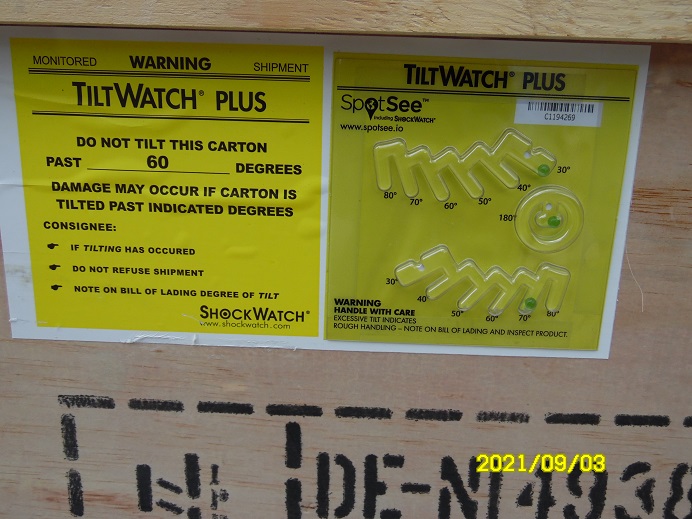 MONITORED WARNING SHIPMENT
TILTWATCH® PLUS
DO NOT TILT THIS CARTON
PAST 60 DEGREES
DAMAGE MAY OCCUR IF CARTON IS
TILTED PAST INDICATED DEGREES
CONSIGNEE:
IF TILTING HAS OCCURED
DO NOT REFUSE SHIPMENT
NOTE ON BILL OF LADING DEGREE OF TILT
SHOCKWATCH®
www.shockwatch.com
TILTWATCH® PLUS
SpotSee™
including SHOCKWATCH®
www.spotsee.io
C1194269
30°
40°
50°
60°
70°
80°
180°
30°
40
50°
60°
70°
80°
WARNING
HANDLE WITH CARE
EXCESSIVE TILT INDICATES
ROUGH HANDLING – NOTE ON BILL OF LADING AND INSPECT PRODUCT.
DE-N
4938
2021/09/03